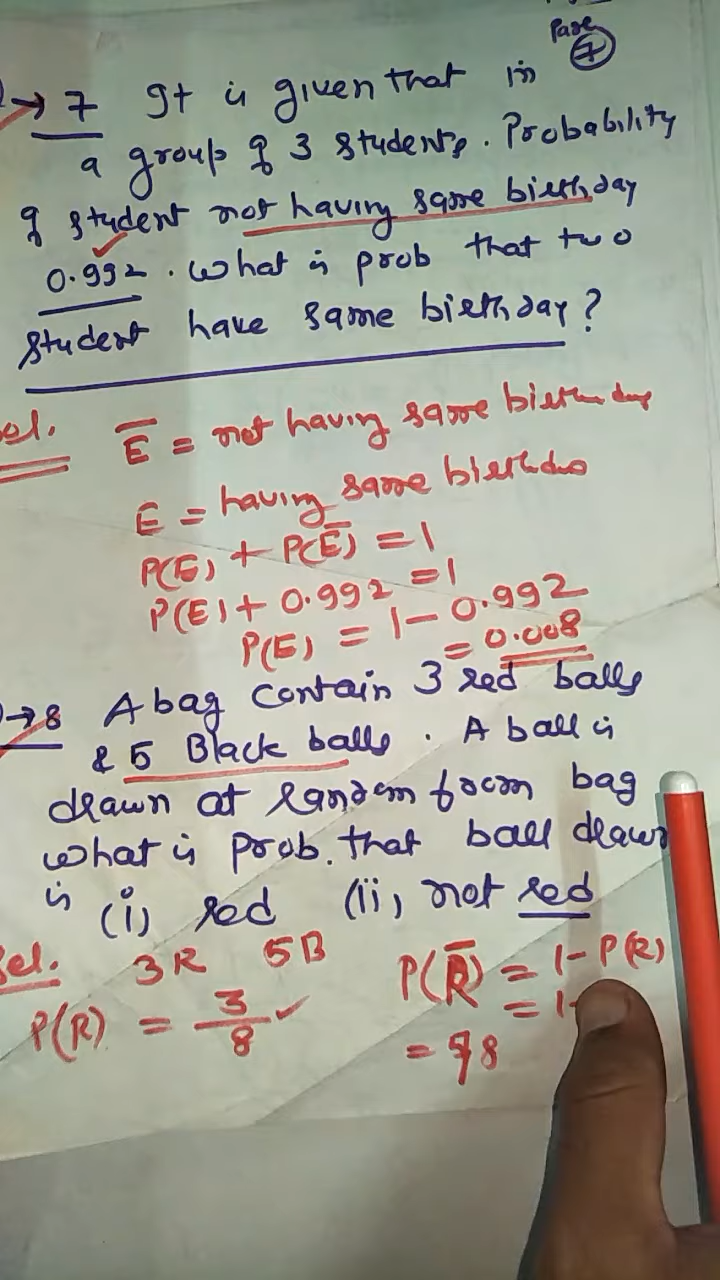 Page
7
→ 7 It is given that in
a group of 3 students. Probability
of student not having same birthday
0.992. What is prob that two
student have same birthday?
Sol. E̅ = not having same birthday
E = having same
P(E) + P(E̅) = 1
P(E) + 0.992 = 1
P(E) = 1 - 0.992
= 0.008
→ 8 A bag contain 3 red balls
& 5 Black balls. A ball is
drawn at random from bag
what is prob. that ball drawn
is (i) red (ii) not red
Sol. 3R 5B
P(R) = 3/8 ✓
P(R̅) = 1 - P(R)
= 1 -